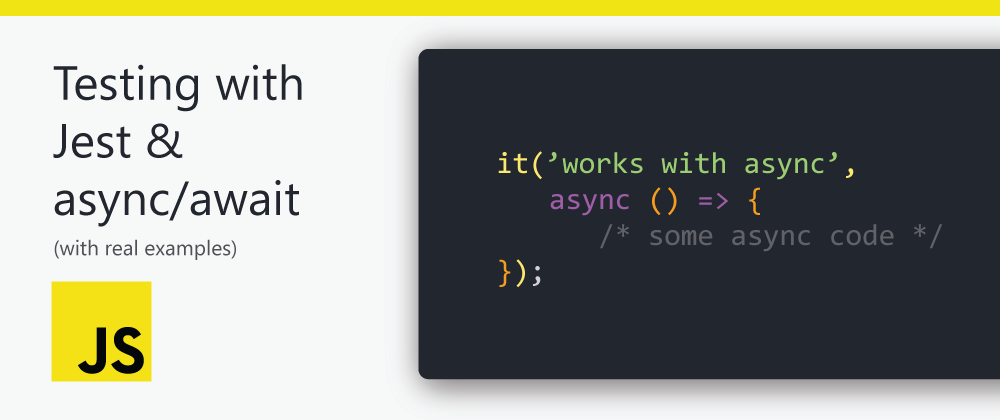 Testing with
Jest &
async/await
(with real examples)
JS
it(’works with async’,
async () => {
/* some async code */
});